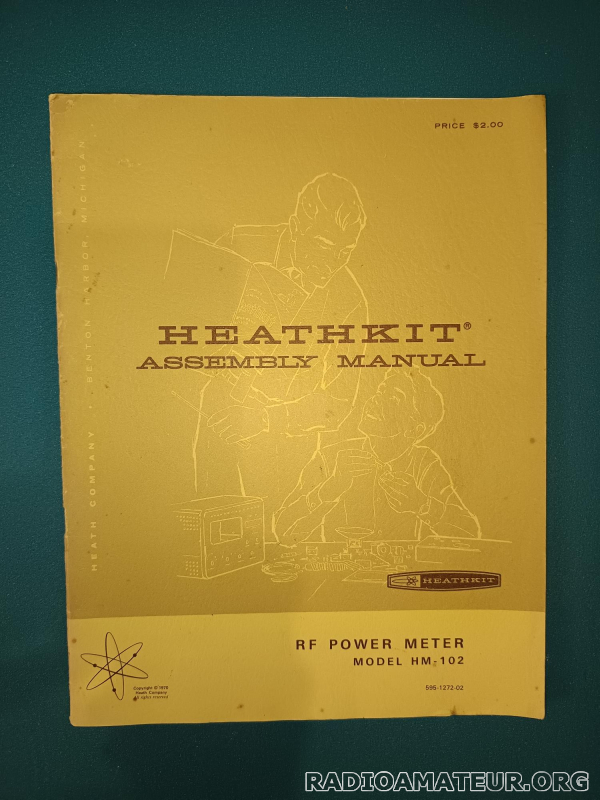 PRICE $2.00
HEATH COMPANY • BENTON HARBOR, MICHIGAN
HEATHKIT®
ASSEMBLY MANUAL
HEATHKIT
RF POWER METER
MODEL HM-102
Copyright © 1970
Heath Company
All rights reserved
595-1272-02
RADIOAMATEUR.ORG